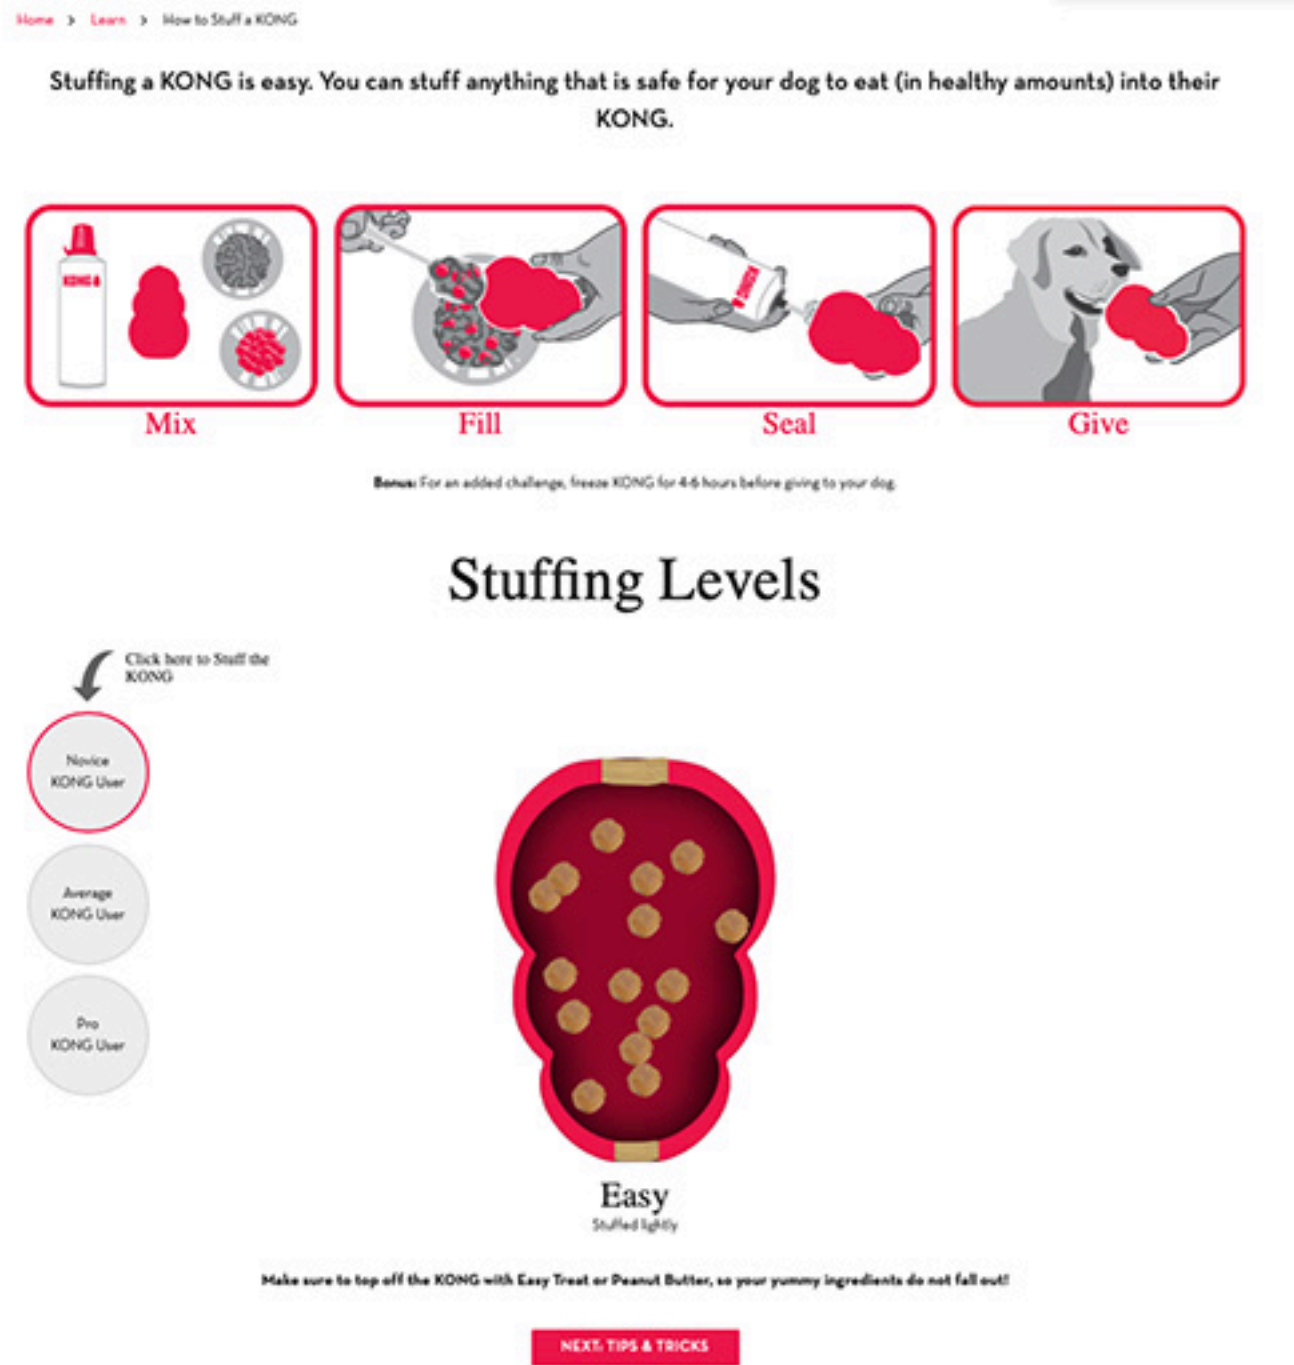 Home > Learn > How to Stuff a KONG
Stuffing a KONG is easy. You can stuff anything that is safe for your dog to eat (in healthy amounts) into their
KONG.
KONG
KONG
Mix
Fill
Seal
Give
Bonus: For an added challenge, freeze KONG for 4-6 hours before giving to your dog.
Stuffing Levels
Click here to Stuff the
KONG
Novice
KONG User
Average
KONG User
Pro
KONG User
Easy
Stuffed lightly
Make sure to top off the KONG with Easy Treat or Peanut Butter, so your yummy ingredients do not fall out!
NEXT: TIPS & TRICKS